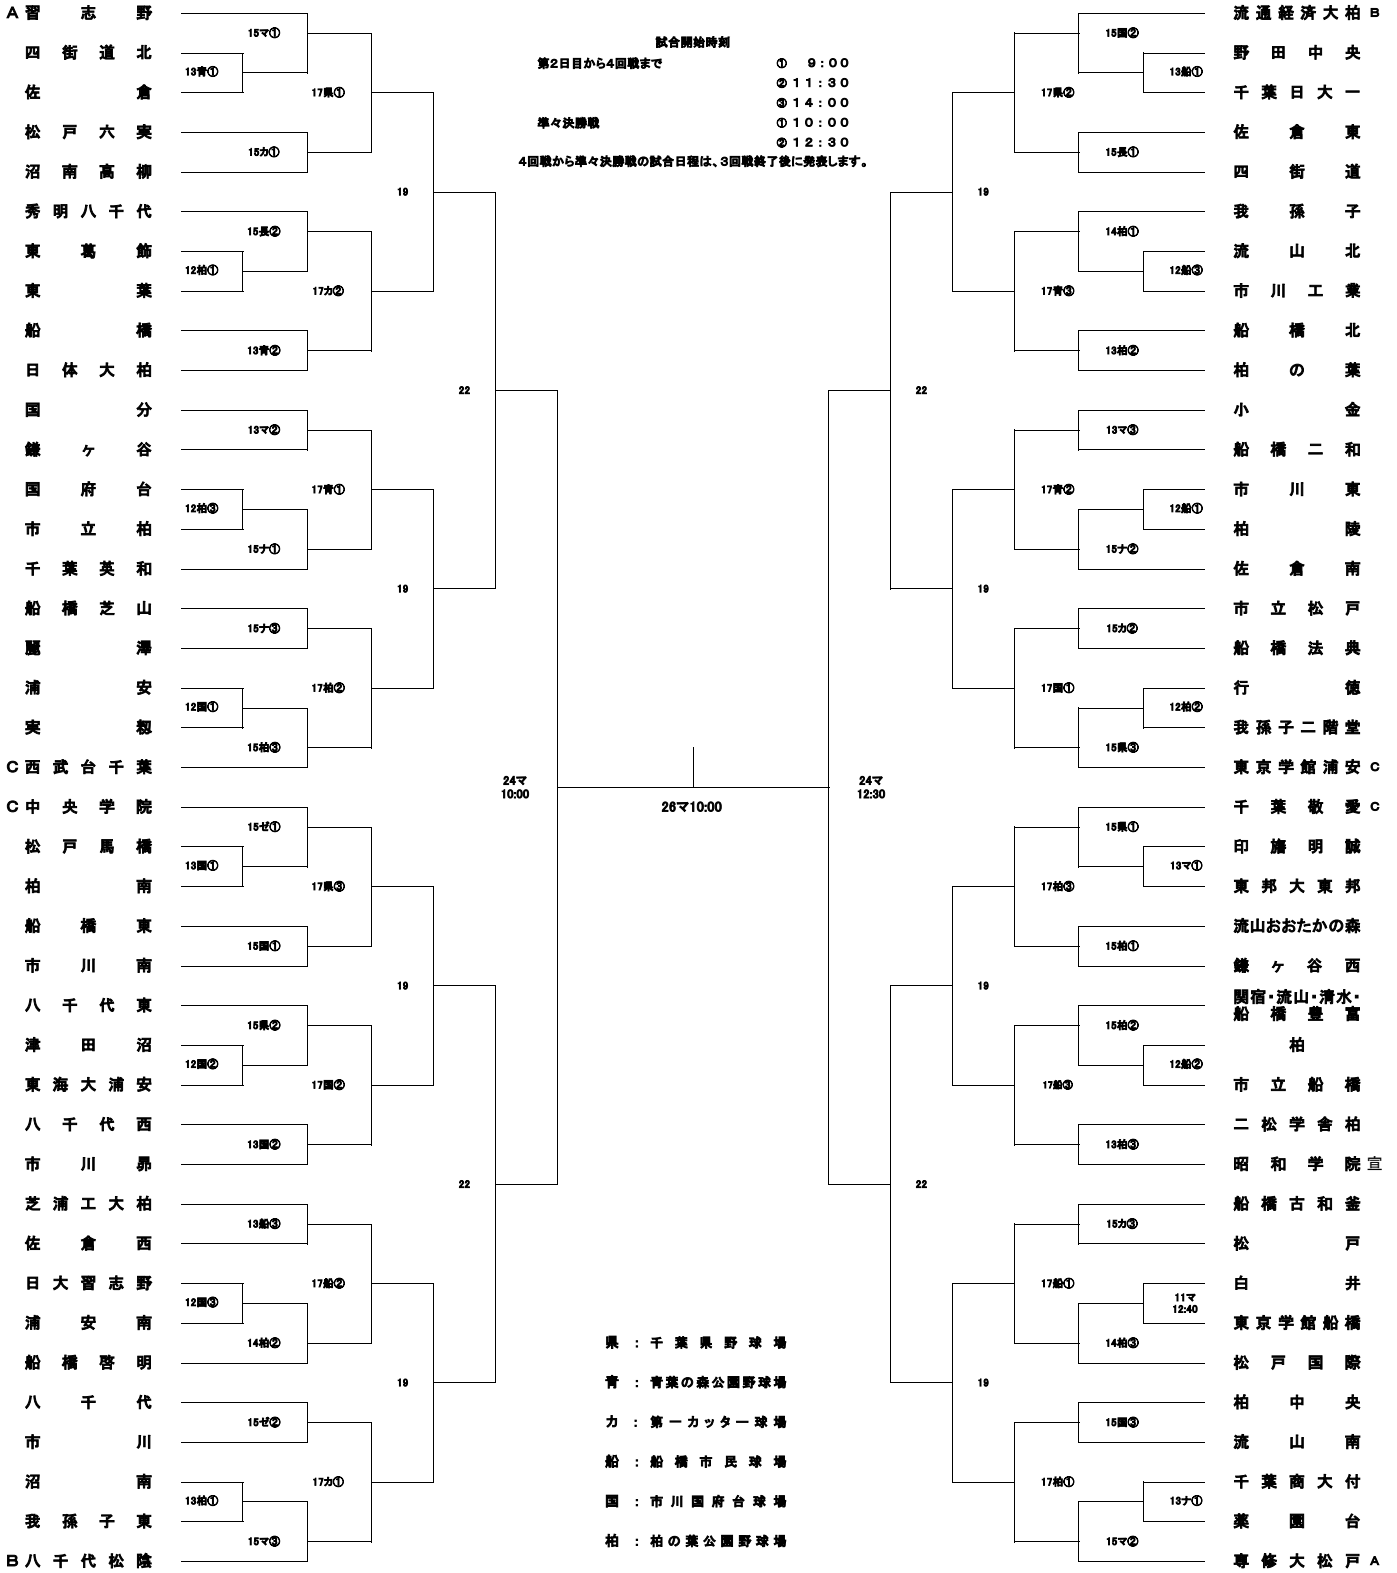 試合開始時刻
第2日目から4回戦まで ① 9:00
② 11:30
③ 14:00
準々決勝戦 ① 10:00
② 12:30
4回戦から準々決勝戦の試合日程は、3回戦終了後に発表します。
A 習志野
15マ①
四街道北
13青①
佐倉
17県①
松戸六実
15カ①
沼南高柳
19
秀明八千代
15長②
東葛飾
12柏①
東葉
17カ②
船橋
13青②
日体大柏
22
国分
13マ②
鎌ヶ谷
国府台
17青①
12柏③
市立柏
15ナ①
千葉英和
19
船橋芝山
15ナ③
麗澤
浦安
17柏②
12国①
実籾
15柏③
C 西武台千葉
24マ
10:00
C 中央学院
15ゼ①
松戸馬橋
13国①
柏南
17県③
船橋東
15国①
市川南
19
八千代東
15県②
津田沼
12国②
東海大浦安
17国②
八千代西
13国②
市川昴
22
芝浦工大柏
13船③
佐倉西
日大習志野
17船②
12国③
浦安南
14柏②
船橋啓明
19
八千代
15ゼ②
市川
沼南
17カ①
13柏①
我孫子東
15マ③
B 八千代松陰
26マ10:00
流通経済大柏 B
15国②
野田中央
13船①
千葉日大一
17県②
佐倉東
15長①
四街道
19
我孫子
14柏①
流山北
12船③
市川工業
17青③
船橋北
13柏②
柏の葉
22
小金
13マ③
船橋二和
市川東
17青②
12船①
柏陵
15ナ②
佐倉南
19
市立松戸
15カ②
船橋法典
行徳
17国①
12柏②
我孫子二階堂
15県③
東京学館浦安 C
24マ
12:30
千葉敬愛 C
15県①
印旛明誠
13マ①
東邦大東邦
17柏③
流山おおたかの森
15柏①
鎌ヶ谷西
19
関宿・流山・清水・
船橋豊富
15柏②
柏
12船②
市立船橋
17船③
二松学舎柏
13柏③
昭和学院 宣
22
船橋古和釜
15カ③
松戸
白井
17船①
11マ
12:40
東京学館船橋
14柏③
松戸国際
19
柏中央
15国③
流山南
千葉商大付
17柏①
13ナ①
薬園台
15マ②
専修大松戸 A
県:千葉県野球場
青:青葉の森公園野球場
カ:第一カッター球場
船:船橋市民球場
国:市川国府台球場
柏:柏の葉公園野球場